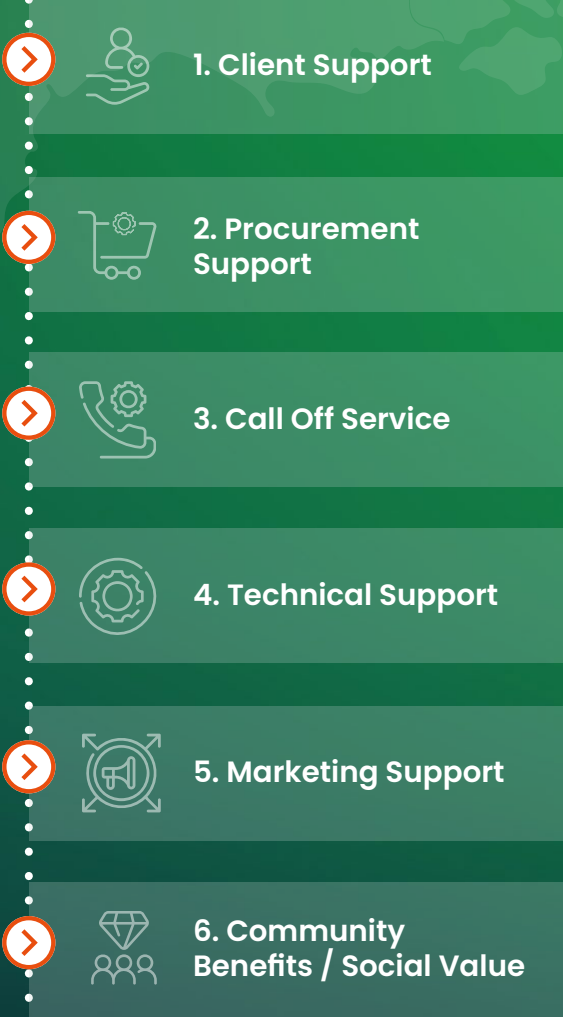 1. Client Support
2. Procurement
Support
3. Call Off Service
4. Technical Support
5. Marketing Support
6. Community
Benefits / Social Value